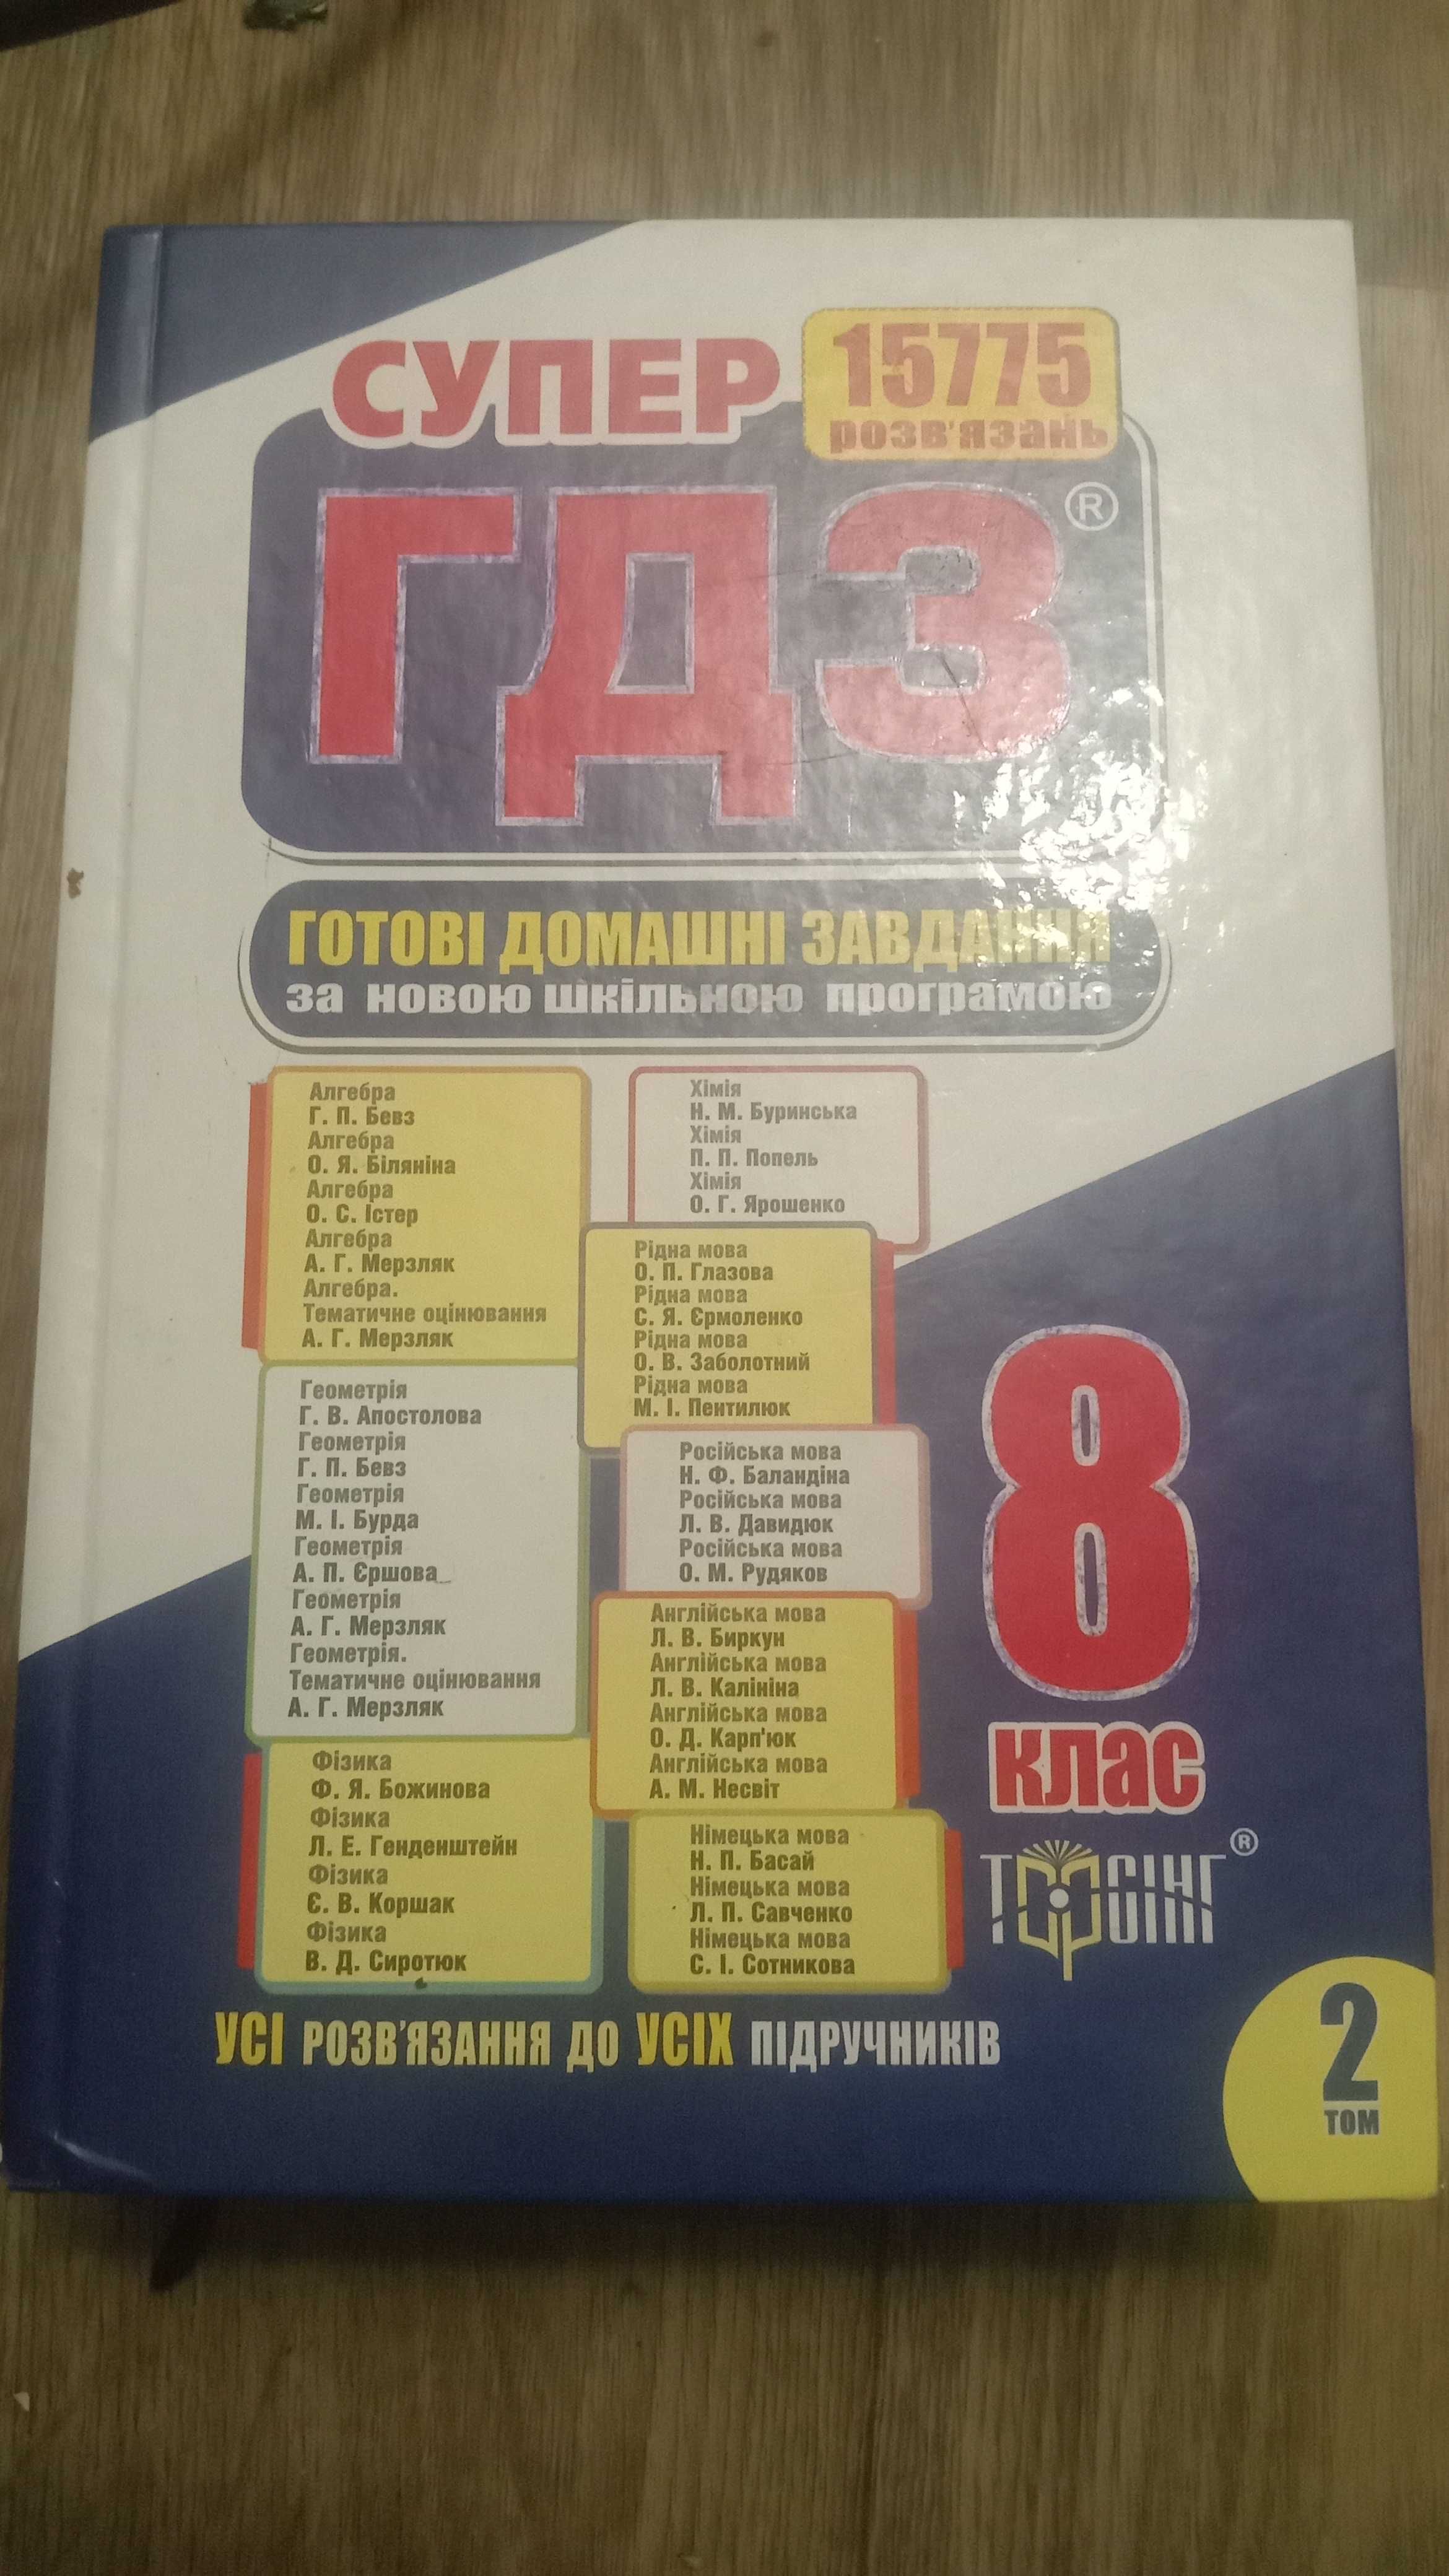 СУПЕР
15775
розв'язань
ГДЗ®
ГОТОВІ ДОМАШНІ ЗАВДАННЯ
за новою шкільною програмою
Алгебра
Г. П. Бевз
Алгебра
О. Я. Біляніна
Алгебра
О. С. Істер
Алгебра
А. Г. Мерзляк
Алгебра.
Тематичне оцінювання
А. Г. Мерзляк
Геометрія
Г. В. Апостолова
Геометрія
Г. П. Бевз
Геометрія
М. І. Бурда
Геометрія
А. П. Єршова
Геометрія
А. Г. Мерзляк
Геометрія.
Тематичне оцінювання
А. Г. Мерзляк
Фізика
Ф. Я. Божинова
Фізика
Л. Е. Генденштейн
Фізика
Є. В. Коршак
Фізика
В. Д. Сиротюк
Хімія
Н. М. Буринська
Хімія
П. П. Попель
Хімія
О. Г. Ярошенко
Рідна мова
О. П. Глазова
Рідна мова
С. Я. Єрмоленко
Рідна мова
О. В. Заболотний
Рідна мова
М. І. Пентилюк
Російська мова
Н. Ф. Баландіна
Російська мова
Л. В. Давидюк
Російська мова
О. М. Рудяков
Англійська мова
Л. В. Биркун
Англійська мова
Л. В. Калініна
Англійська мова
О. Д. Карп'юк
Англійська мова
А. М. Несвіт
Німецька мова
Н. П. Басай
Німецька мова
Л. П. Савченко
Німецька мова
С. І. Сотникова
8
клас
ТОРСІНГ®
УСІ РОЗВ'ЯЗАННЯ ДО УСІХ ПІДРУЧНИКІВ
2
ТОМ